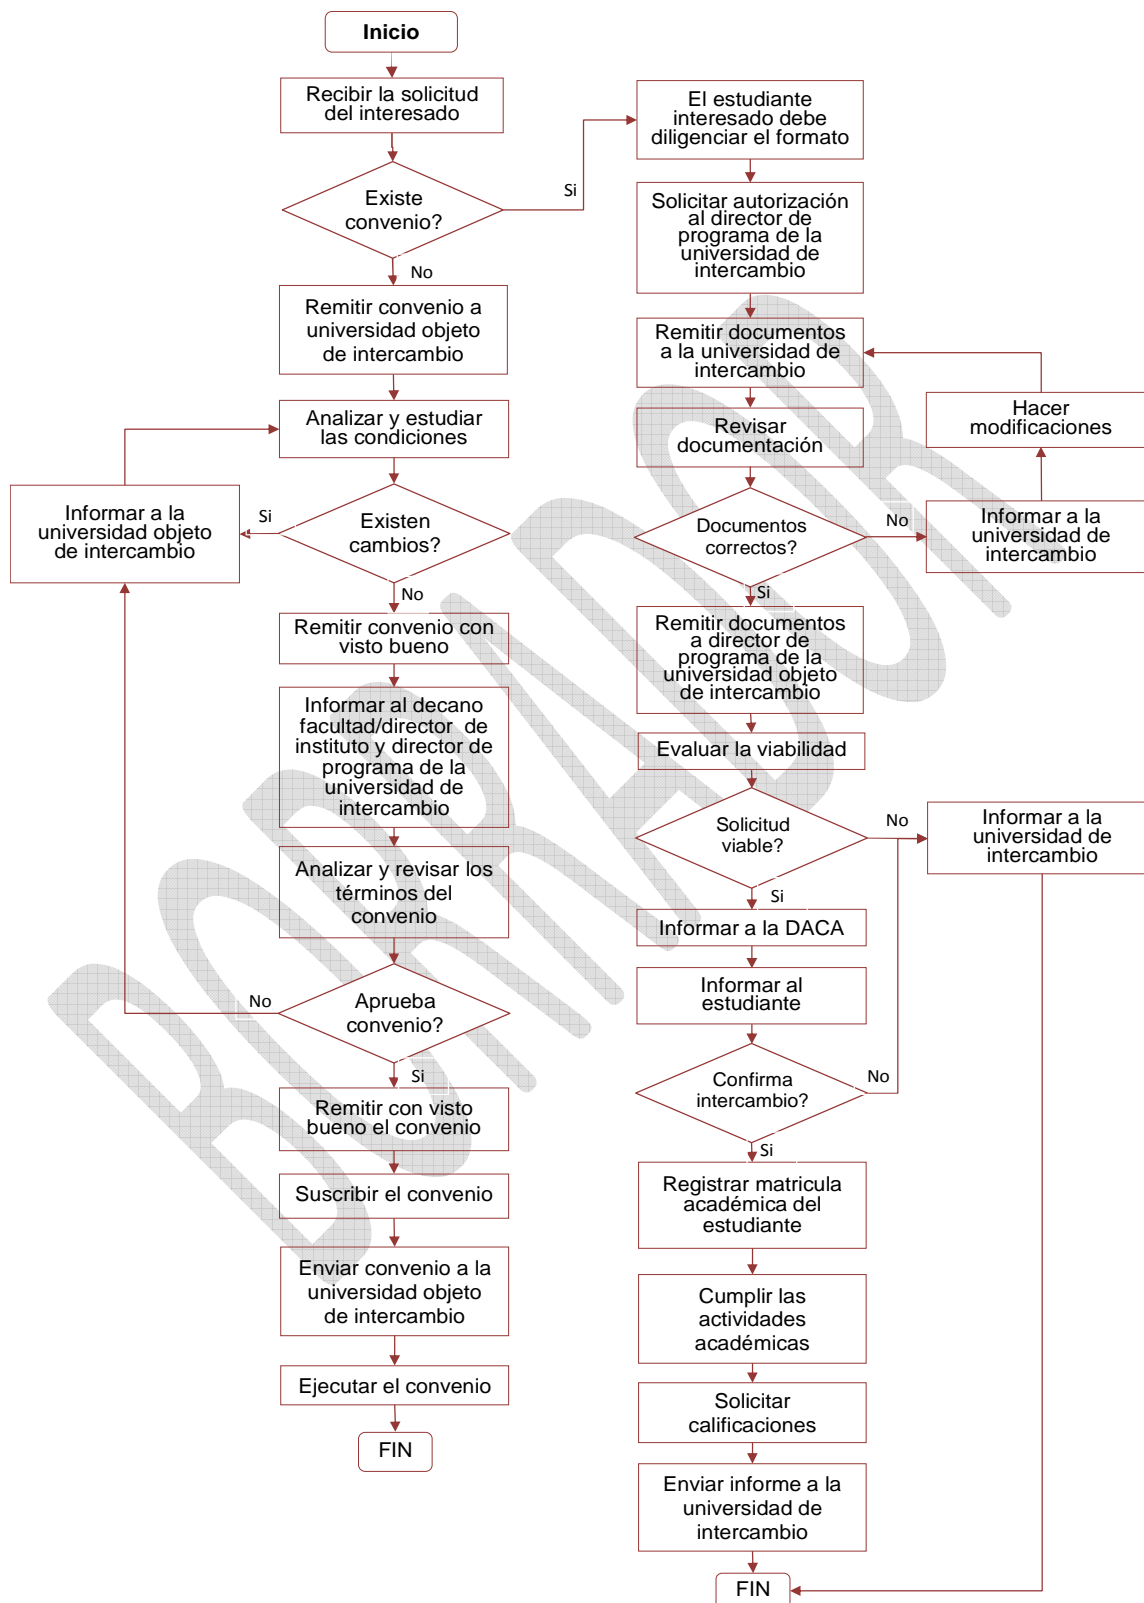 Inicio
Recibir la solicitud
del interesado
Existe
convenio?
Si
No
Remitir convenio a
universidad objeto
de intercambio
Analizar y estudiar
las condiciones
Existen
cambios?
Si
Informar a la
universidad objeto
de intercambio
No
Remitir convenio con
visto bueno
Informar al decano
facultad/director de
instituto y director de
programa de la
universidad de
intercambio
Analizar y revisar los
términos del
convenio
Aprueba
convenio?
No
Si
Remitir con visto
bueno el convenio
Suscribir el convenio
Enviar convenio a la
universidad objeto
de intercambio
Ejecutar el convenio
FIN
El estudiante
interesado debe
diligenciar el formato
Solicitar autorización
al director de
programa de la
universidad de
intercambio
Remitir documentos
a la universidad de
intercambio
Revisar
documentación
Documentos
correctos?
No
Informar a la
universidad de
intercambio
Hacer
modificaciones
Si
Remitir documentos
a director de
programa de la
universidad objeto
de intercambio
Evaluar la viabilidad
Solicitud
viable?
No
Informar a la
universidad de
intercambio
Si
Informar a la DACA
Informar al
estudiante
Confirma
intercambio?
No
Si
Registrar matricula
académica del
estudiante
Cumplir las
actividades
académicas
Solicitar
calificaciones
Enviar informe a la
universidad de
intercambio
FIN
BORRADOR